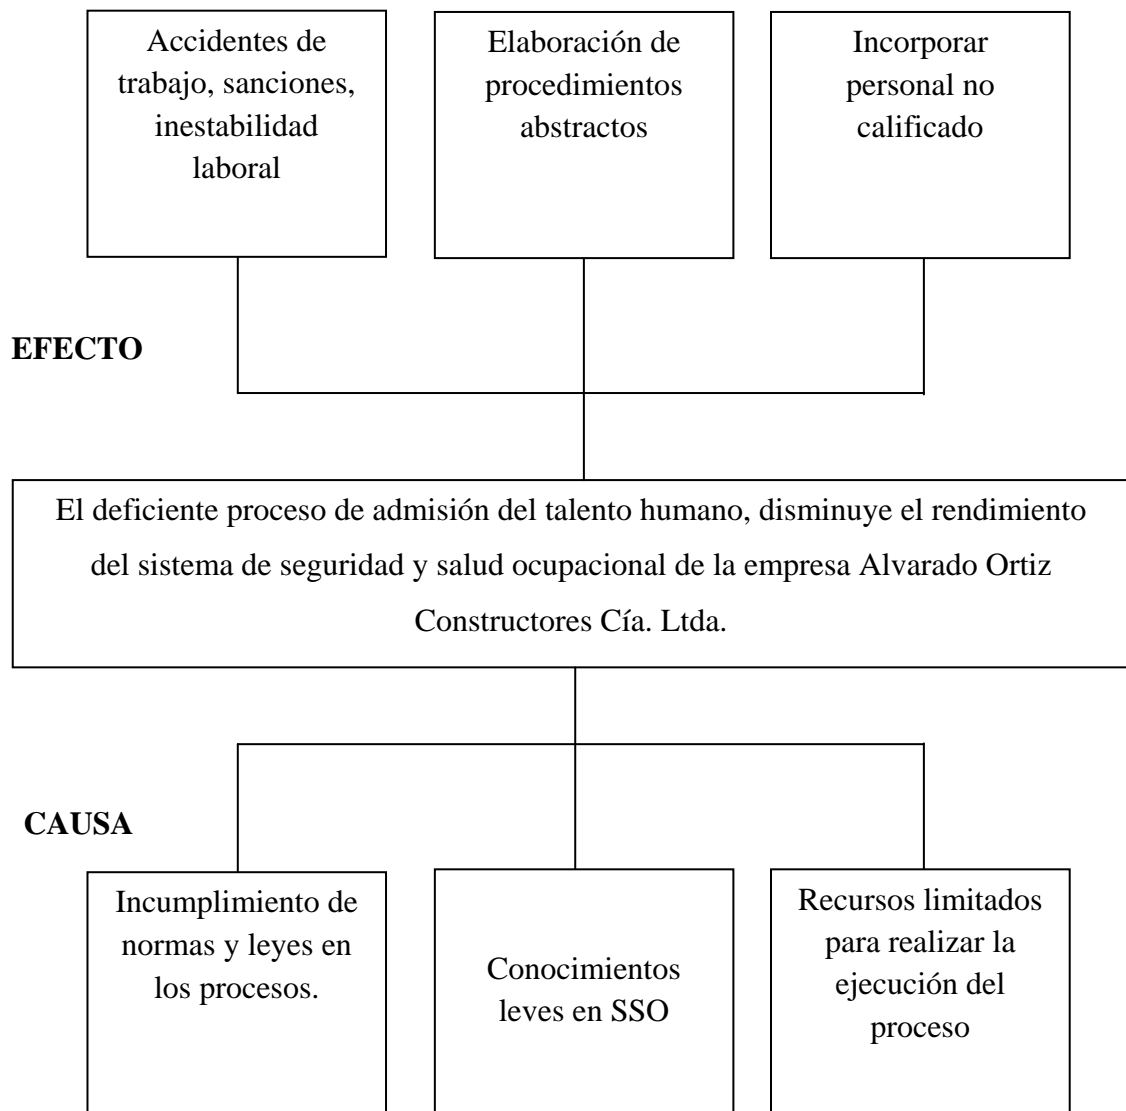 Accidentes de
trabajo, sanciones,
inestabilidad
laboral
Elaboración de
procedimientos
abstractos
Incorporar
personal no
calificado
EFECTO
El deficiente proceso de admisión del talento humano, disminuye el rendimiento
del sistema de seguridad y salud ocupacional de la empresa Alvarado Ortiz
Constructores Cía. Ltda.
CAUSA
Incumplimiento de
normas y leyes en
los procesos.
Conocimientos
leves en SSO
Recursos limitados
para realizar la
ejecución del
proceso